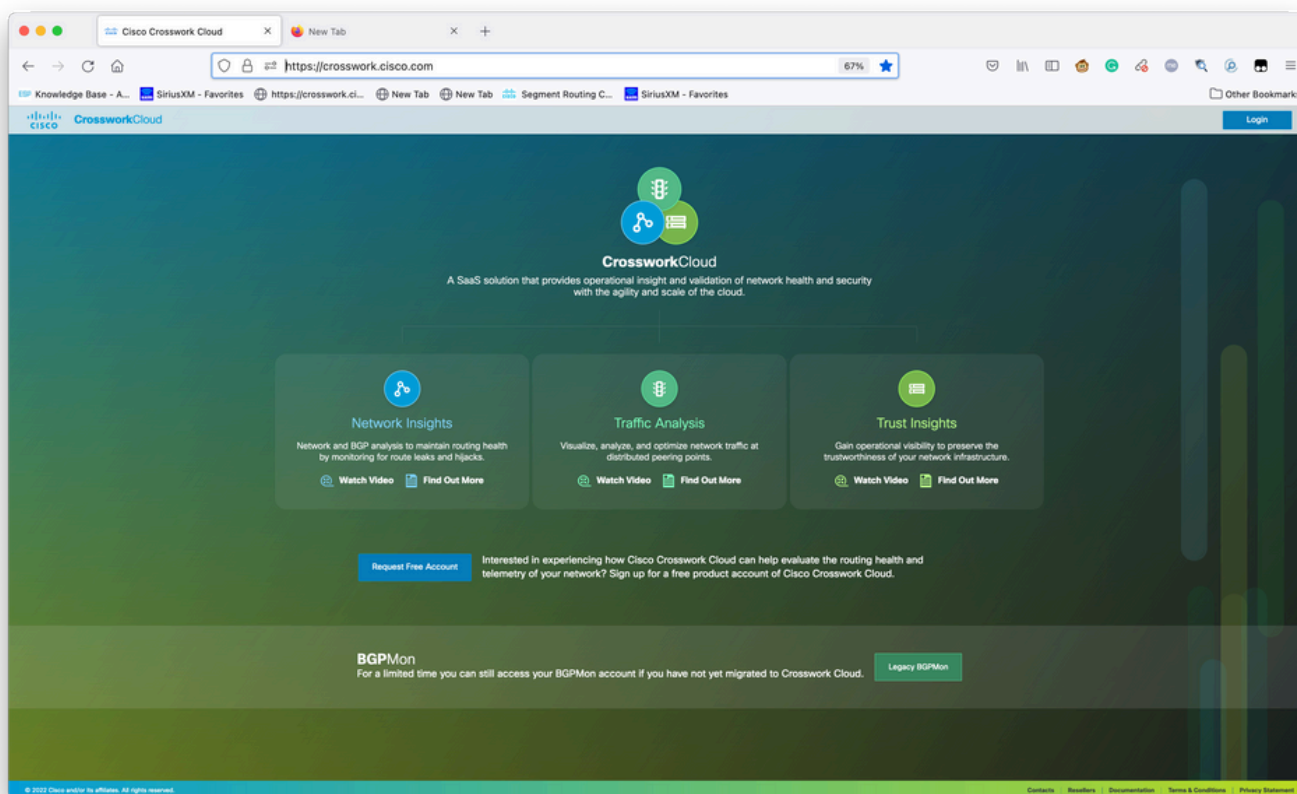 Cisco Crosswork Cloud
New Tab
https://crosswork.cisco.com
67%
ESP Knowledge Base - A...
SiriusXM - Favorites
https://crosswork.ci...
New Tab
New Tab
Segment Routing C...
SiriusXM - Favorites
Other Bookmarks
CISCO
CrossworkCloud
Login
CrossworkCloud
A SaaS solution that provides operational insight and validation of network health and security
with the agility and scale of the cloud.
Network Insights
Network and BGP analysis to maintain routing health
by monitoring for route leaks and hijacks.
Watch Video
Find Out More
Traffic Analysis
Visualize, analyze, and optimize network traffic at
distributed peering points.
Watch Video
Find Out More
Trust Insights
Gain operational visibility to preserve the
trustworthiness of your network infrastructure.
Watch Video
Find Out More
Request Free Account
Interested in experiencing how Cisco Crosswork Cloud can help evaluate the routing health and
telemetry of your network? Sign up for a free product account of Cisco Crosswork Cloud.
BGPMon
For a limited time you can still access your BGPMon account if you have not yet migrated to Crosswork Cloud.
Legacy BGPMon
© 2022 Cisco and/or its affiliates. All rights reserved.
Contacts | Resellers | Documentation | Terms & Conditions | Privacy Statement